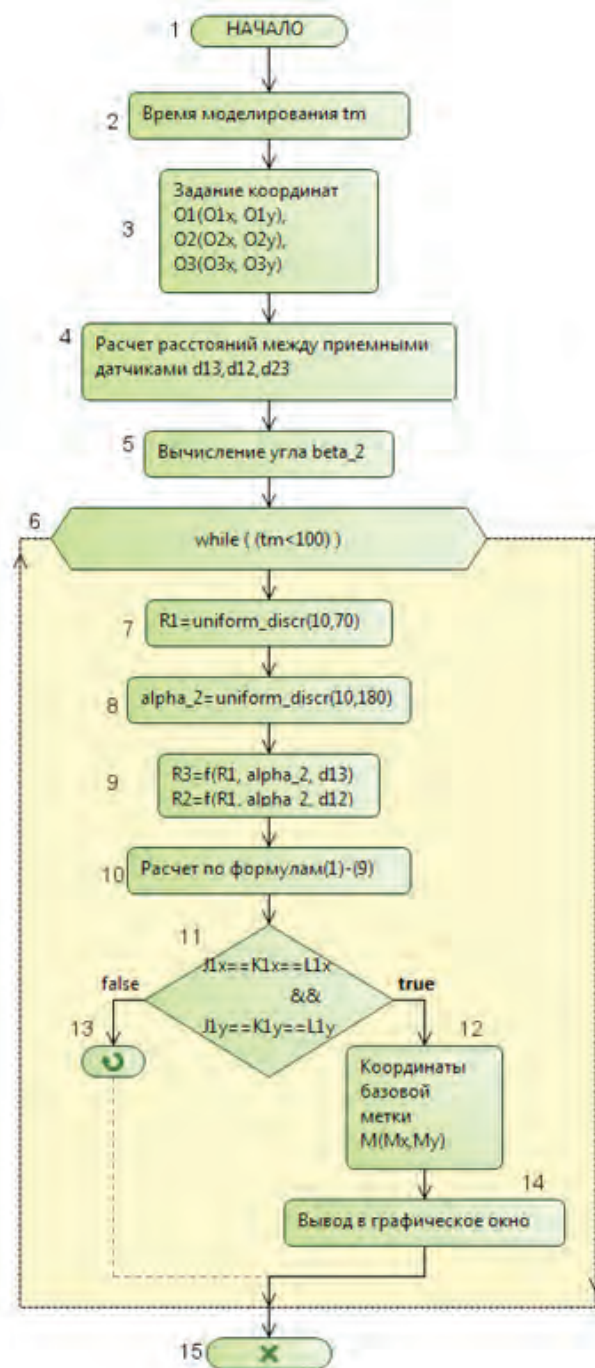 1 НАЧАЛО
2 Время моделирования tm
3 Задание координат
O1(O1x, O1y),
O2(O2x, O2y),
O3(O3x, O3y)
4 Расчет расстояний между приемными
датчиками d13,d12,d23
5 Вычисление угла beta_2
6 while ( (tm<100) )
7 R1=uniform_discr(10,70)
8 alpha_2=uniform_discr(10,180)
9 R3=f(R1, alpha_2, d13)
R2=f(R1, alpha_2, d12)
10 Расчет по формулам(1)-(9)
11 J1x==K1x==L1x
&&
J1y==K1y==L1y
false
true
13
12 Координаты
базовой
метки
M(Mx,My)
14
Вывод в графическое окно
15